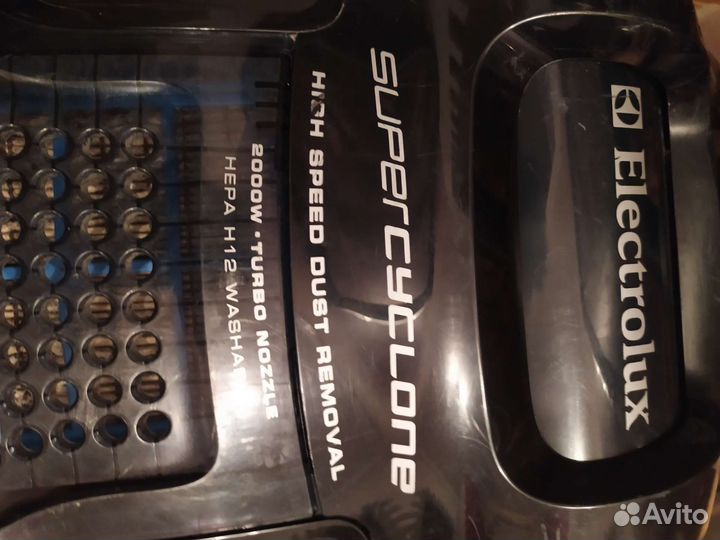 Electrolux
SUPERCYCLONE
HIGH SPEED DUST REMOVAL
2000W · TURBO NOZZLE
HEPA H12
Avito